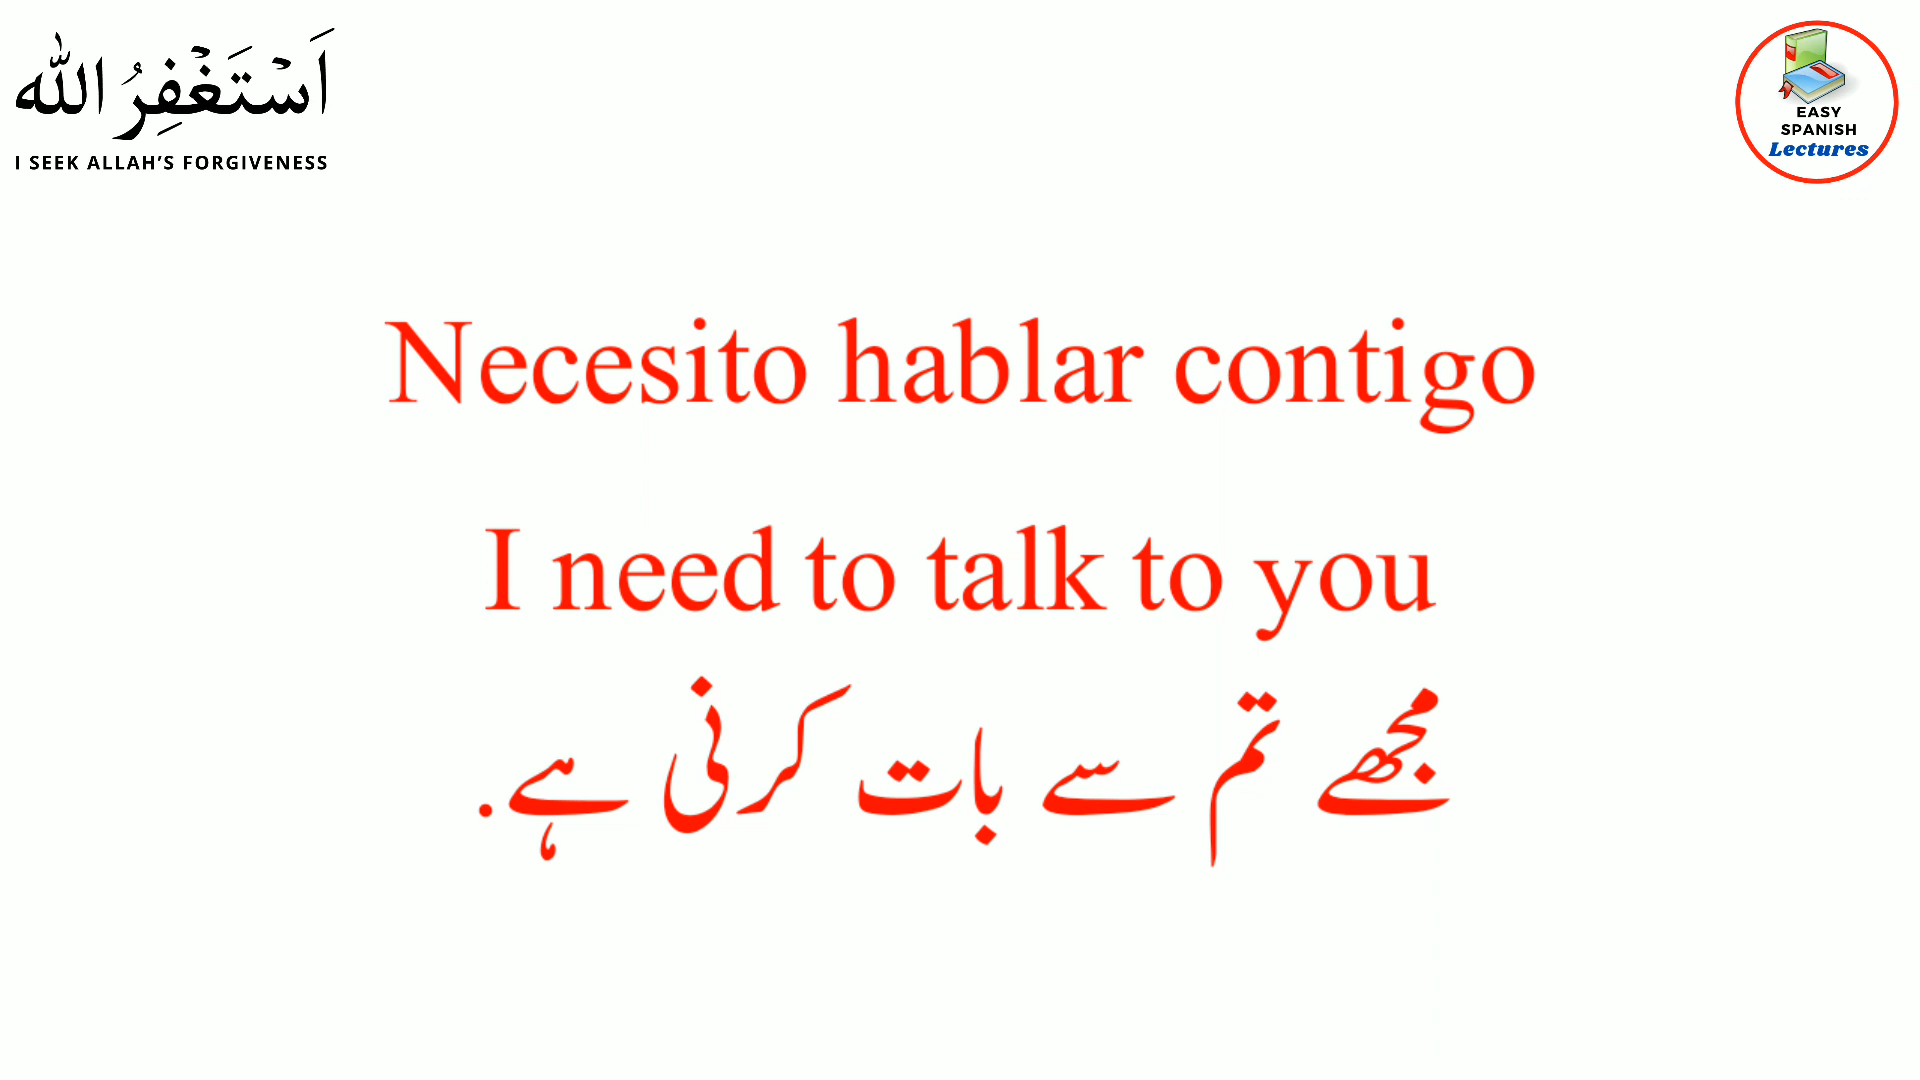 اَسْتَغْفِرُ اللّٰه
I SEEK ALLAH'S FORGIVENESS
EASY
SPANISH
Lectures
Necesito hablar contigo
I need to talk to you
مجھے تم سے بات کرنی ہے.